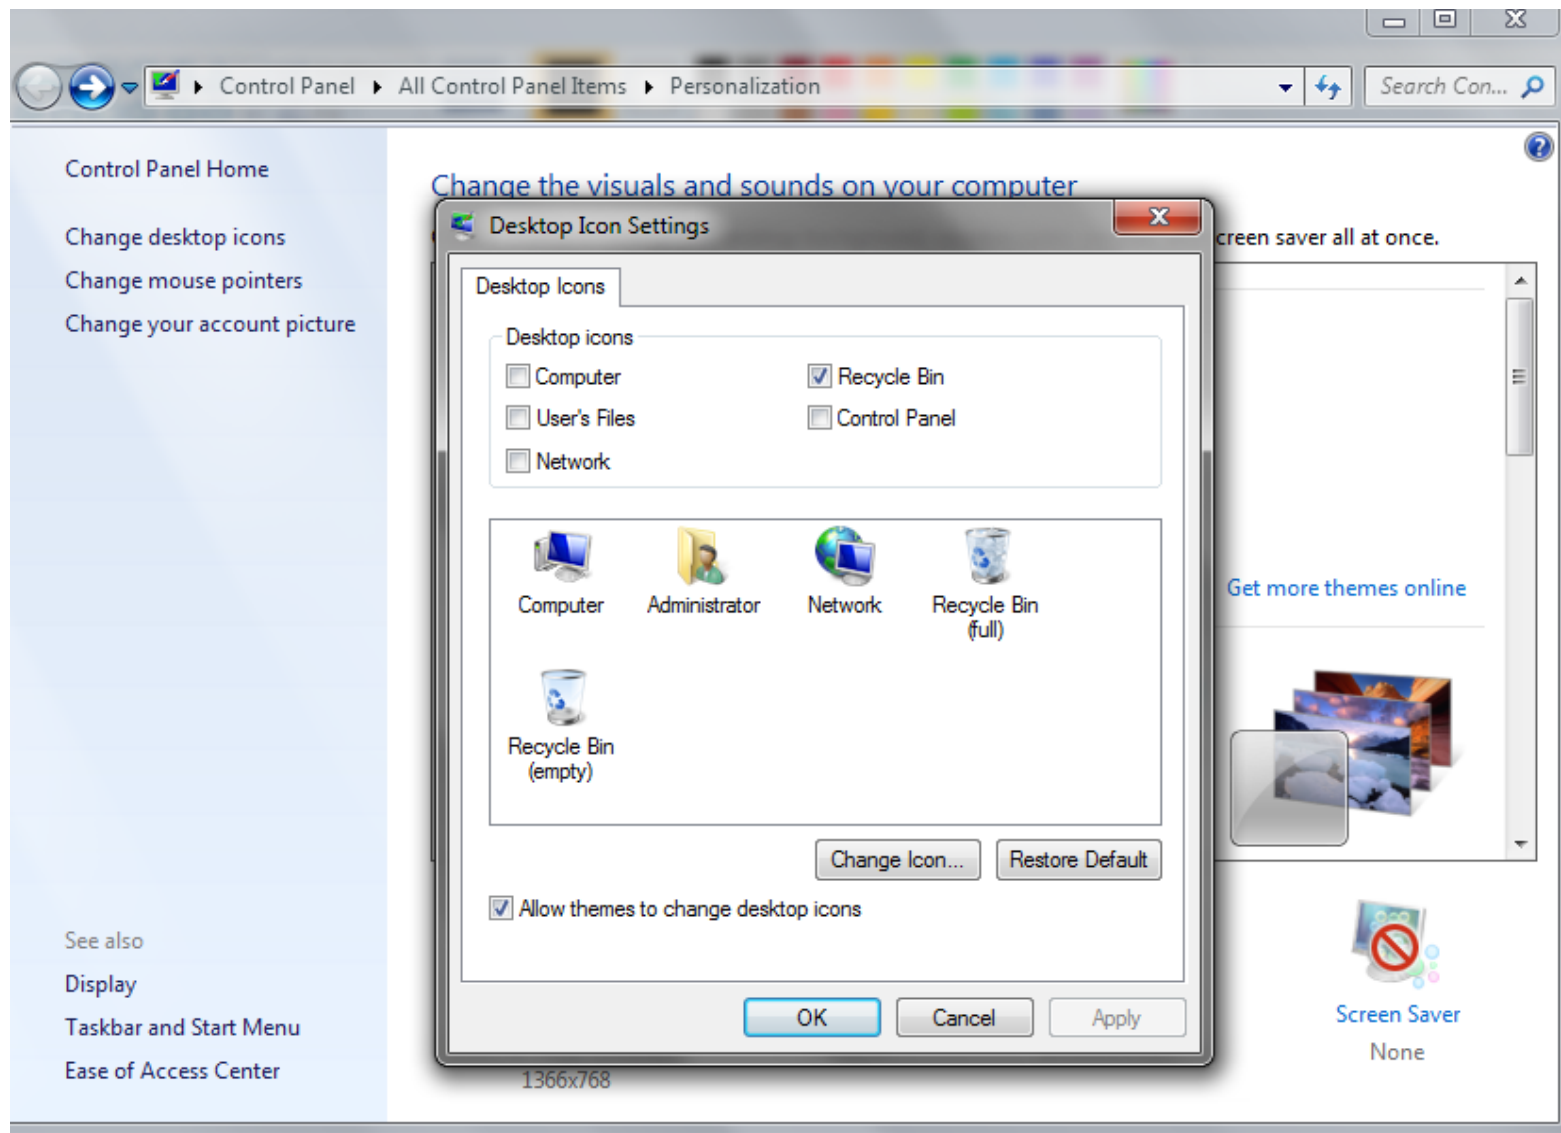 Control Panel ▸ All Control Panel Items ▸ Personalization
Search Con...
Control Panel Home
Change desktop icons
Change mouse pointers
Change your account picture
See also
Display
Taskbar and Start Menu
Ease of Access Center
Change the visuals and sounds on your computer
creen saver all at once.
Desktop Icon Settings
Desktop Icons
Desktop icons
Computer
Recycle Bin
User's Files
Control Panel
Network
Computer
Administrator
Network
Recycle Bin
(full)
Recycle Bin
(empty)
Change Icon...
Restore Default
Allow themes to change desktop icons
OK
Cancel
Apply
Get more themes online
Screen Saver
None
1366x768